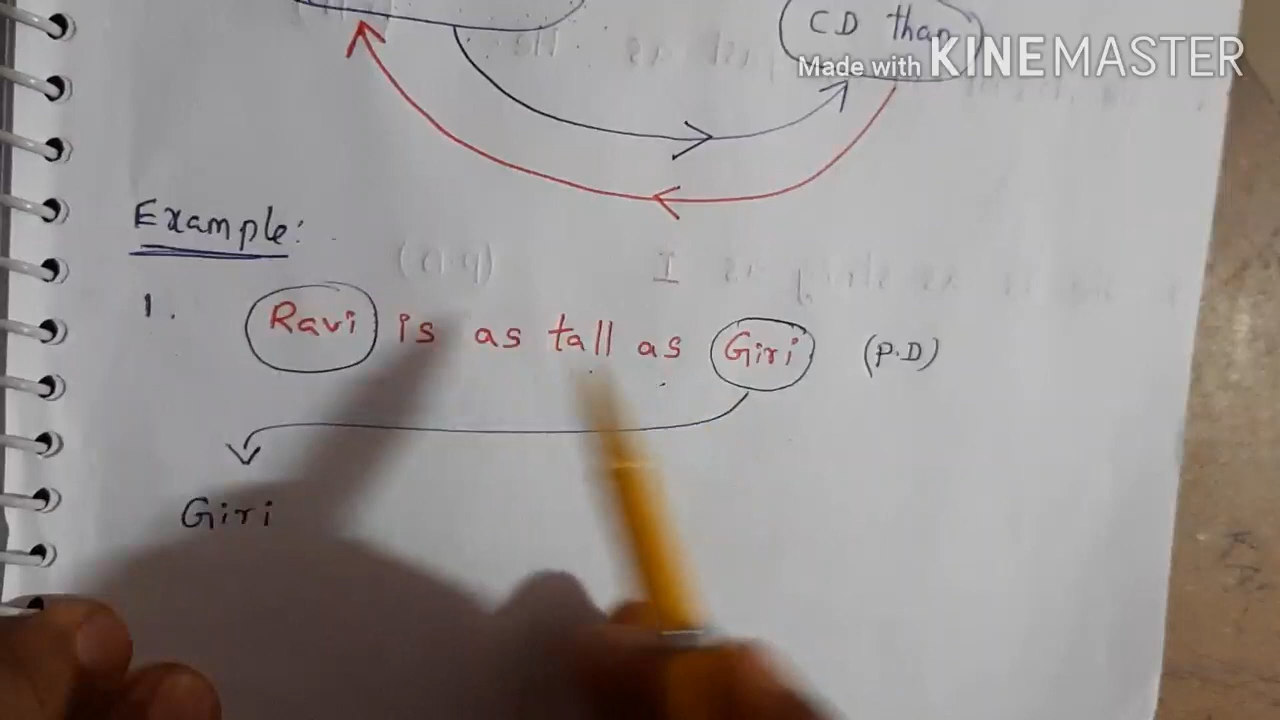 CD than
Made with KINEMASTER
Example:
1. Ravi is as tall as Giri (P.D)
Giri